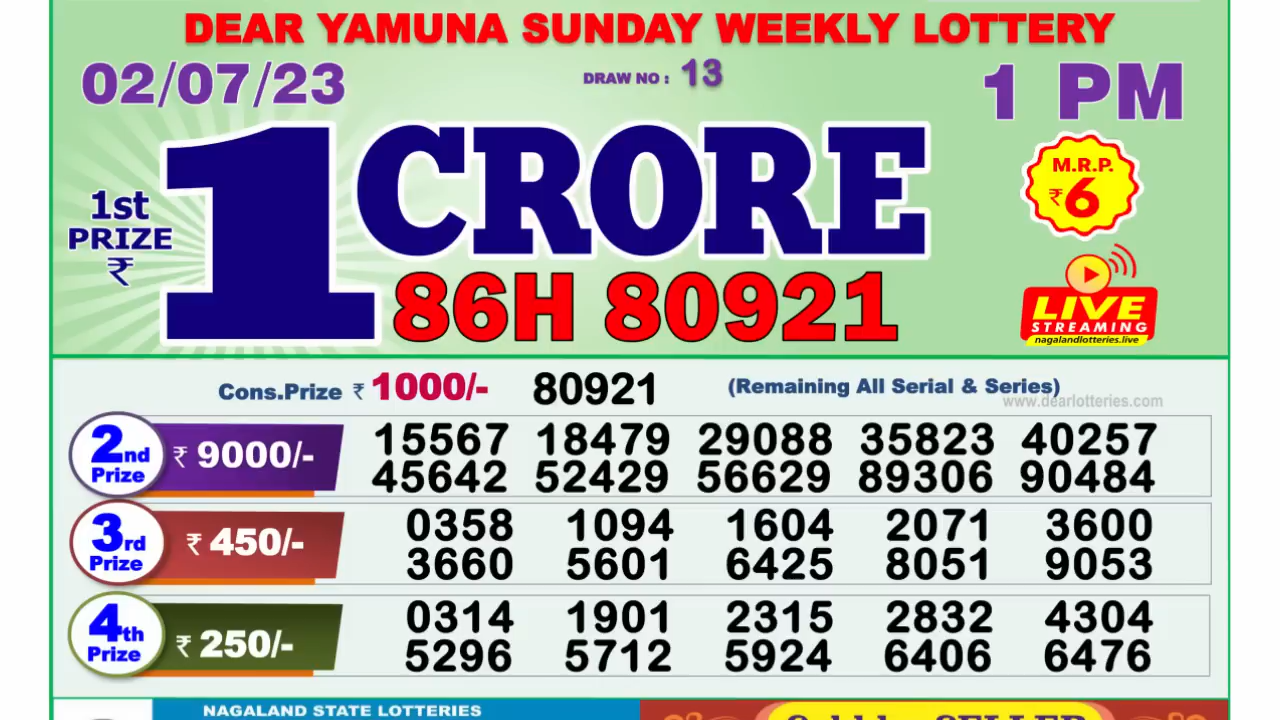 DEAR YAMUNA SUNDAY WEEKLY LOTTERY
02/07/23 DRAW NO : 13 1 PM
1st PRIZE ₹ 1 CRORE
86H 80921
M.R.P. ₹6
LIVE
STREAMING
nagalandlotteries.live
Cons.Prize ₹ 1000/- 80921 (Remaining All Serial & Series)
www.dearlotteries.com
2nd Prize ₹ 9000/-
15567 18479 29088 35823 40257
45642 52429 56629 89306 90484
3rd Prize ₹ 450/-
0358 1094 1604 2071 3600
3660 5601 6425 8051 9053
4th Prize ₹ 250/-
0314 1901 2315 2832 4304
5296 5712 5924 6406 6476
NAGALAND STATE LOTTERIES